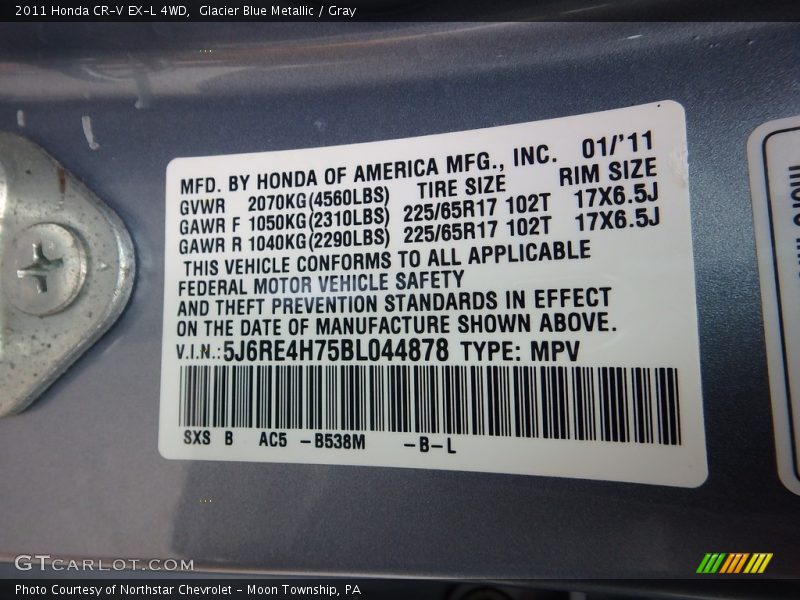 2011 Honda CR-V EX-L 4WD, Glacier Blue Metallic / Gray
MFD. BY HONDA OF AMERICA MFG., INC. 01/'11
GVWR 2070KG(4560LBS) TIRE SIZE RIM SIZE
GAWR F 1050KG(2310LBS) 225/65R17 102T 17X6.5J
GAWR R 1040KG(2290LBS) 225/65R17 102T 17X6.5J
THIS VEHICLE CONFORMS TO ALL APPLICABLE
FEDERAL MOTOR VEHICLE SAFETY
AND THEFT PREVENTION STANDARDS IN EFFECT
ON THE DATE OF MANUFACTURE SHOWN ABOVE.
V.I.N.:5J6RE4H75BL044878 TYPE: MPV
SXS B AC5 -B538M -B-L
GTCARLOT.COM
Photo Courtesy of Northstar Chevrolet - Moon Township, PA